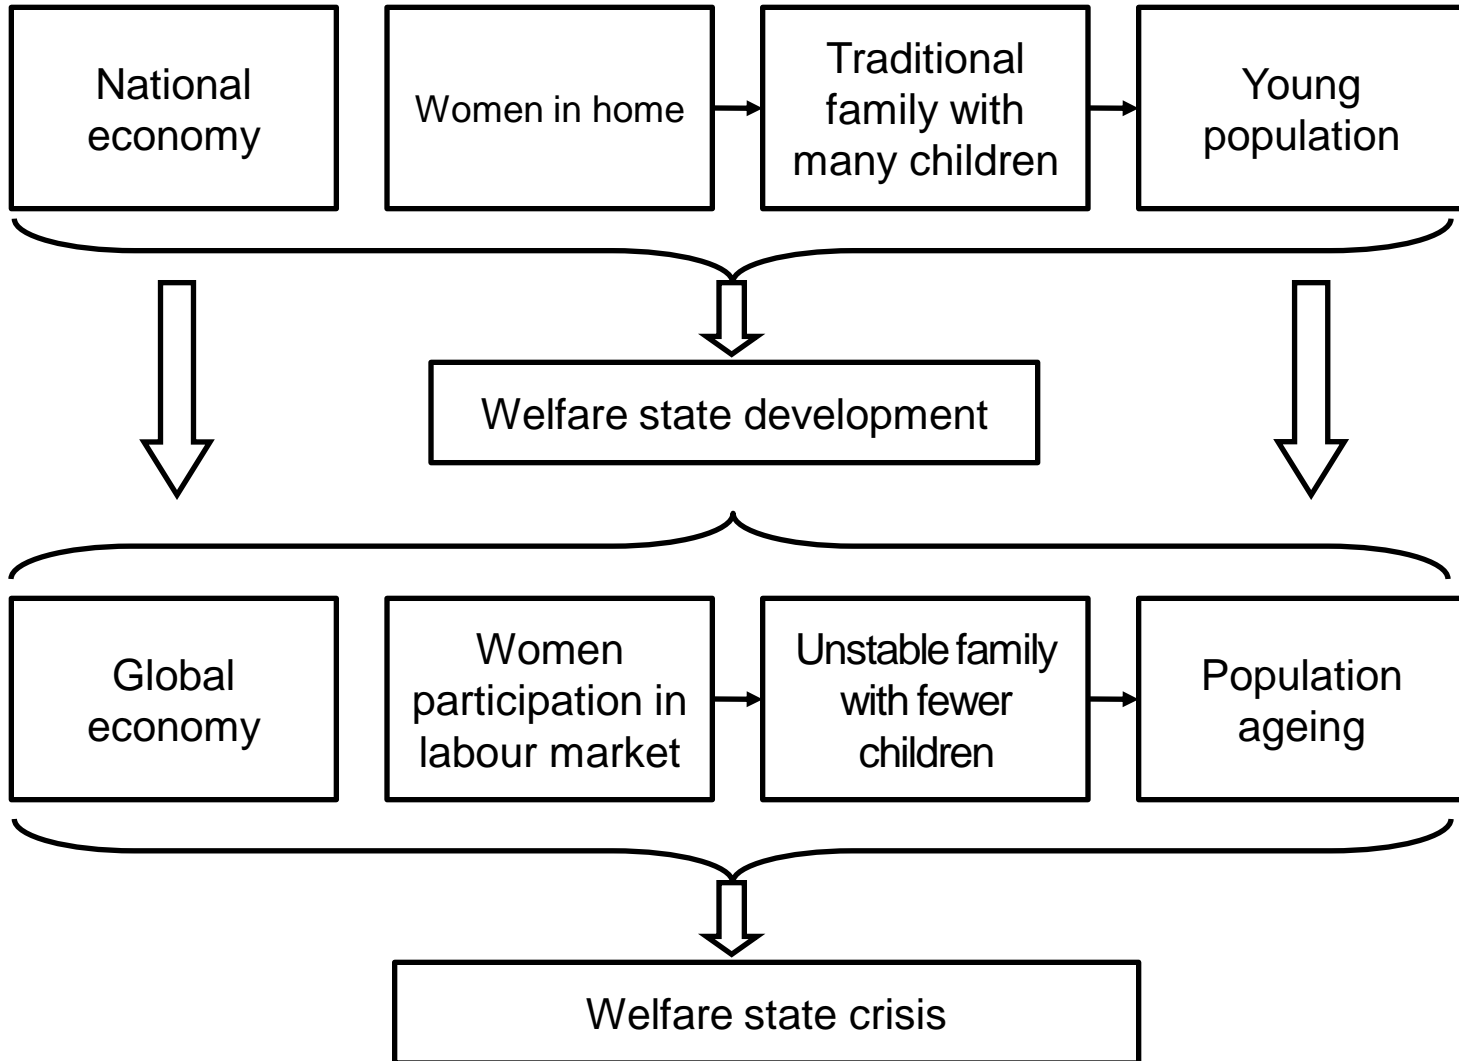 National
economy
Women in home
Traditional
family with
many children
Young
population
Welfare state development
Global
economy
Women
participation in
labour market
Unstable family
with fewer
children
Population
ageing
Welfare state crisis